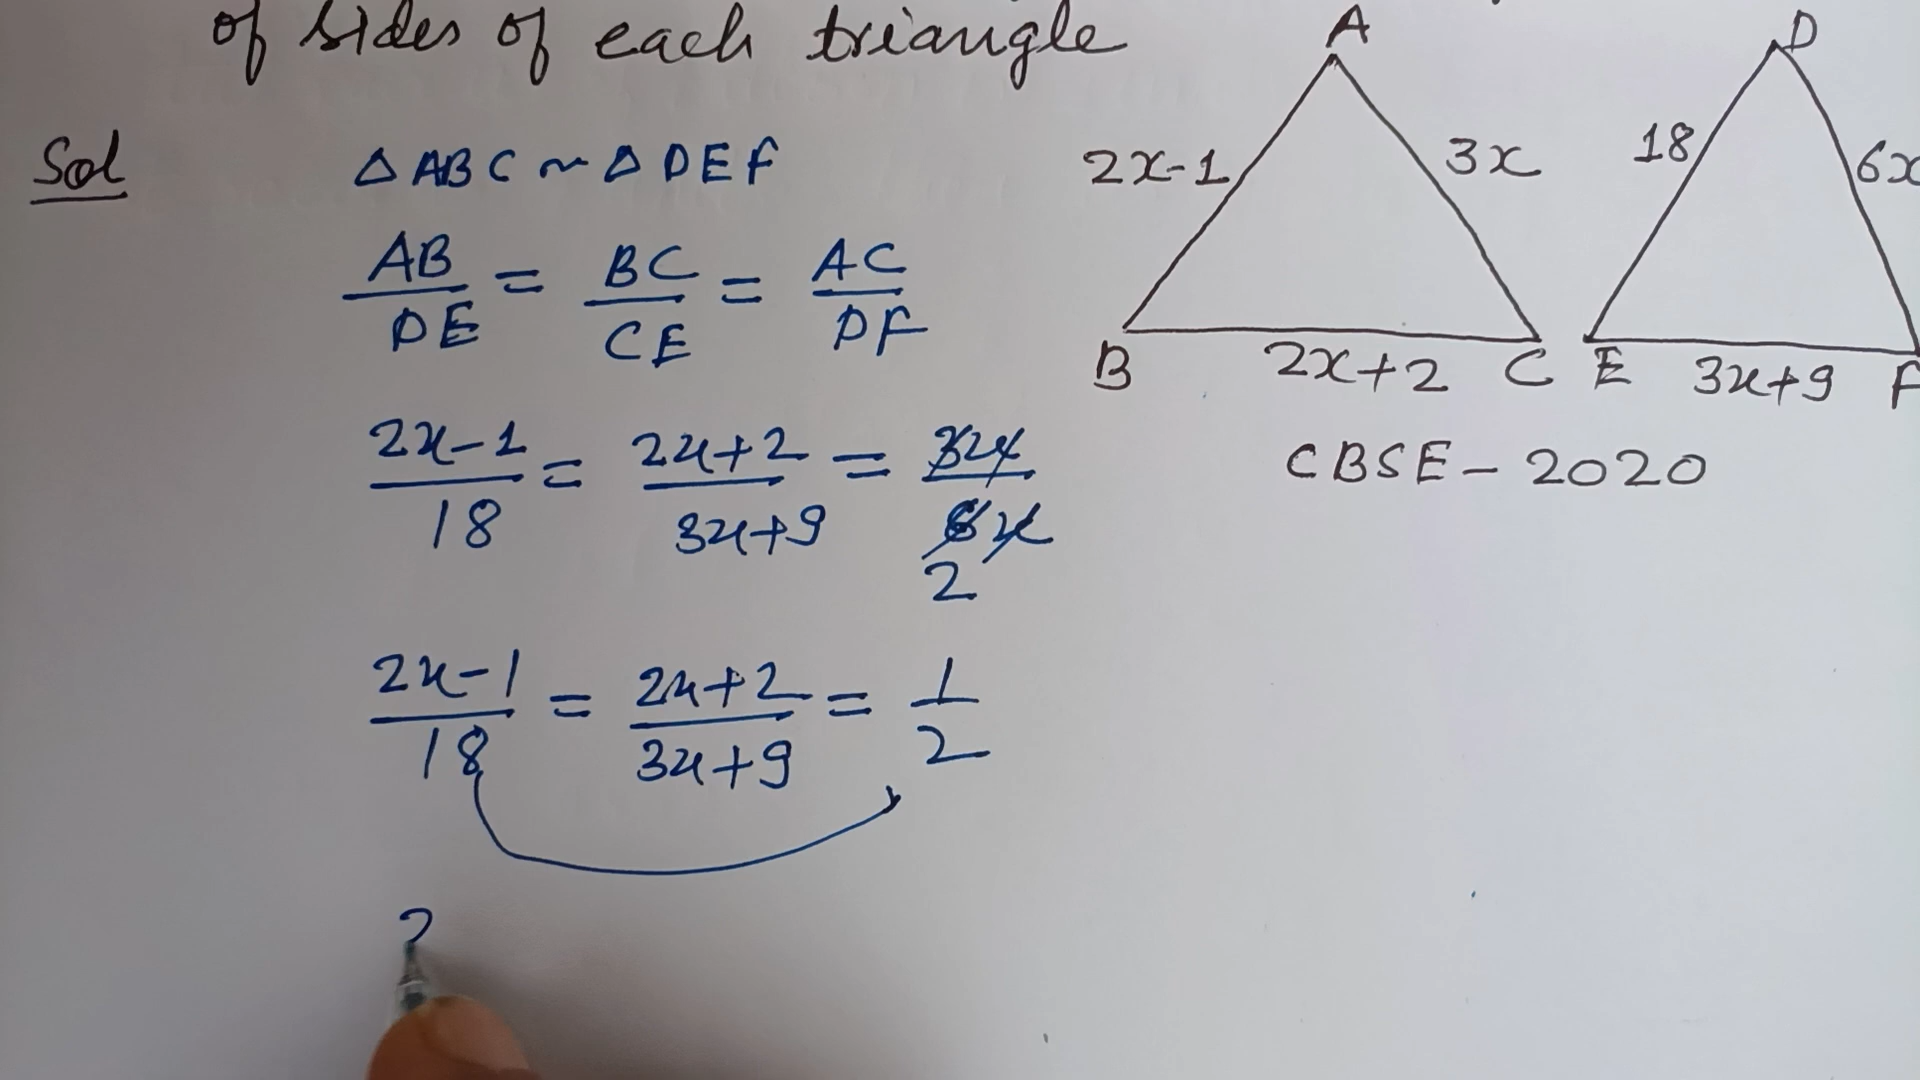 of sides of each triangle
Sol
Δ ABC ~ Δ DEF
AB/DE = BC/CE = AC/DF
2x-1/18 = 2x+2/3x+9 = 3x/6x
2
2x-1/18 = 2x+2/3x+9 = 1/2
2
A
2x-1
3x
B
2x+2
C
D
18
6x
E
3x+9
F
CBSE - 2020